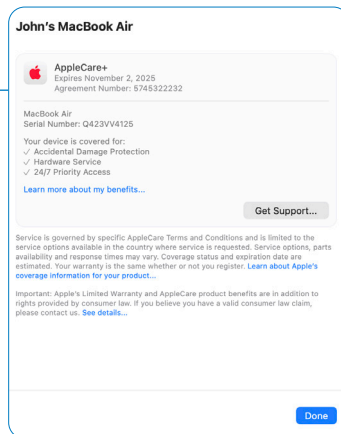 John's MacBook Air
AppleCare+
Expires November 2, 2025
Agreement Number: 5745322232
MacBook Air
Serial Number: Q423VV4125
Your device is covered for:
✓ Accidental Damage Protection
✓ Hardware Service
✓ 24/7 Priority Access
Learn more about my benefits...
Get Support...
Service is governed by specific AppleCare Terms and Conditions and is limited to the
service options available in the country where service is requested. Service options, parts
availability and response times may vary. Coverage status and expiration date are
estimated. Your warranty is the same whether or not you register. Learn about Apple's
coverage information for your product...
Important: Apple's Limited Warranty and AppleCare product benefits are in addition to
rights provided by consumer law. If you believe you have a valid consumer law claim,
please contact us. See details...
Done